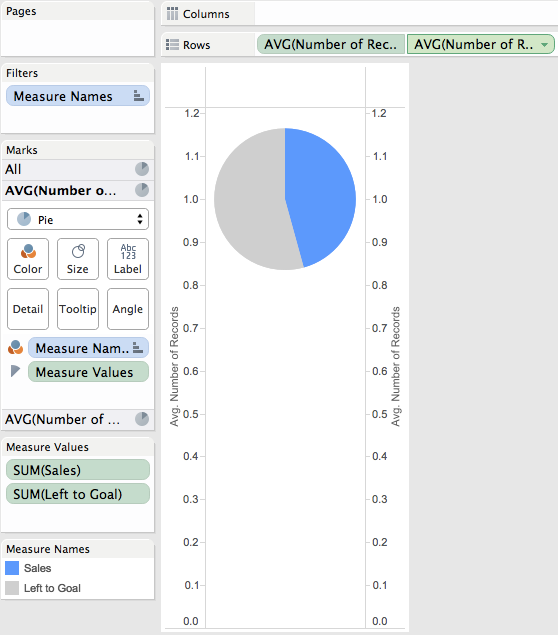 Pages
Filters
Measure Names
Marks
All
AVG(Number o...
Pie
Color
Size
Abc
123
Label
Detail
Tooltip
Angle
Measure Nam..
Measure Values
AVG(Number of ...
Measure Values
SUM(Sales)
SUM(Left to Goal)
Measure Names
Sales
Left to Goal
Columns
Rows
AVG(Number of Rec..
AVG(Number of R..
1.2
1.1
1.0
0.9
0.8
0.7
0.6
0.5
0.4
0.3
0.2
0.1
0.0
Avg. Number of Records
1.2
1.1
1.0
0.9
0.8
0.7
0.6
0.5
0.4
0.3
0.2
0.1
0.0
Avg. Number of Records